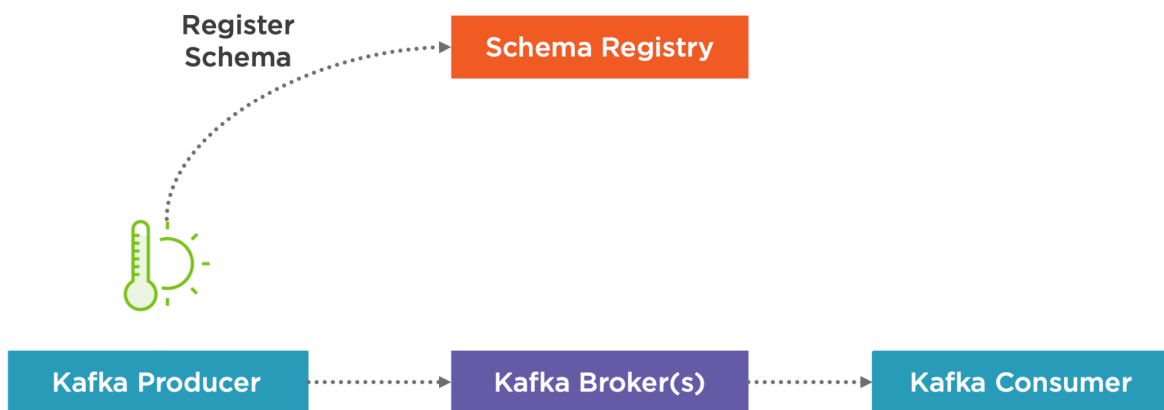 Register
Schema
Schema Registry
Kafka Producer
Kafka Broker(s)
Kafka Consumer